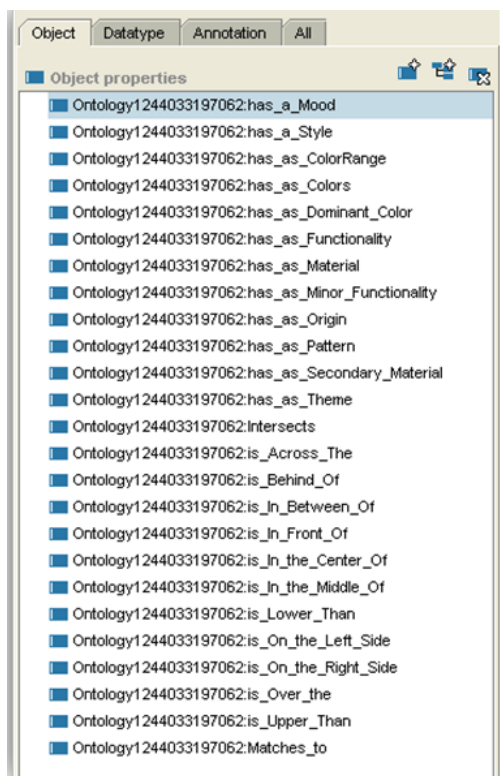 Object Datatype Annotation All
Object properties
Ontology1244033197062:has_a_Mood
Ontology1244033197062:has_a_Style
Ontology1244033197062:has_as_ColorRange
Ontology1244033197062:has_as_Colors
Ontology1244033197062:has_as_Dominant_Color
Ontology1244033197062:has_as_Functionality
Ontology1244033197062:has_as_Material
Ontology1244033197062:has_as_Minor_Functionality
Ontology1244033197062:has_as_Origin
Ontology1244033197062:has_as_Pattern
Ontology1244033197062:has_as_Secondary_Material
Ontology1244033197062:has_as_Theme
Ontology1244033197062:Intersects
Ontology1244033197062:is_Across_The
Ontology1244033197062:is_Behind_Of
Ontology1244033197062:is_In_Between_Of
Ontology1244033197062:is_In_Front_Of
Ontology1244033197062:is_In_the_Center_Of
Ontology1244033197062:is_In_the_Middle_Of
Ontology1244033197062:is_Lower_Than
Ontology1244033197062:is_On_the_Left_Side
Ontology1244033197062:is_On_the_Right_Side
Ontology1244033197062:is_Over_the
Ontology1244033197062:is_Upper_Than
Ontology1244033197062:Matches_to